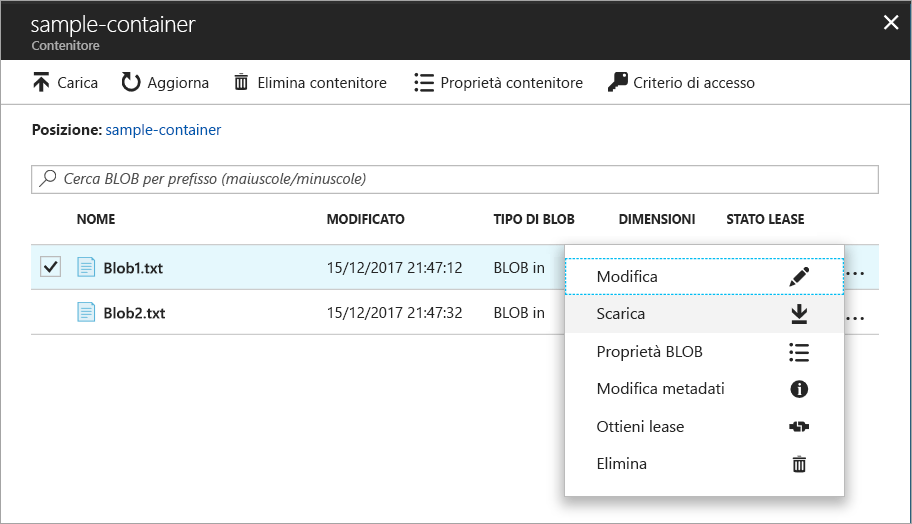 sample-container
Contenitore
Carica Aggiorna Elimina contenitore Proprietà contenitore Criterio di accesso
Posizione: sample-container
Cerca BLOB per prefisso (maiuscole/minuscole)
NOME MODIFICATO TIPO DI BLOB DIMENSIONI STATO LEASE
Blob1.txt 15/12/2017 21:47:12 BLOB in ...
Modifica
Blob2.txt 15/12/2017 21:47:32 BLOB in ...
Scarica
Proprietà BLOB
Modifica metadati
Ottieni lease
Elimina